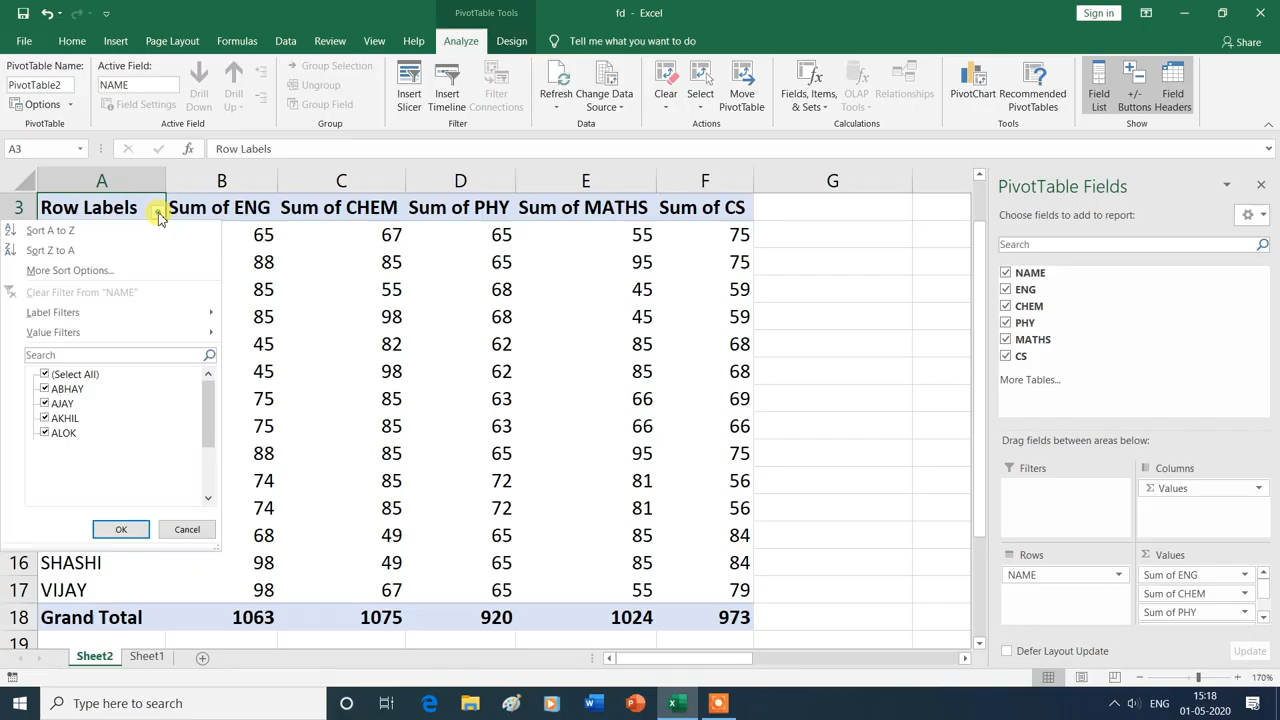 PivotTable Tools
fd - Excel
Sign in
File Home Insert Page Layout Formulas Data Review View Help Analyze Design Tell me what you want to do Share
PivotTable Name:
PivotTable2
Options
PivotTable
Active Field:
NAME
Field Settings
Drill Down
Drill Up
Active Field
Group Selection
Ungroup
Group Field
Group
Insert Slicer
Insert Timeline
Filter Connections
Filter
Refresh
Change Data Source
Data
Clear
Select
Move PivotTable
Actions
Fields, Items, & Sets
OLAP Tools
Relationships
Calculations
PivotChart
Recommended PivotTables
Tools
Field List
+/- Buttons
Field Headers
Show
A3 fx Row Labels
A B C D E F G
3 Row Labels Sum of ENG Sum of CHEM Sum of PHY Sum of MATHS Sum of CS
65 67 65 55 75
88 85 65 95 75
85 55 68 45 59
85 98 68 45 59
45 82 62 85 68
45 98 62 85 68
75 85 63 66 69
75 85 63 66 66
88 85 65 95 75
74 85 72 81 56
74 85 72 81 56
68 49 65 85 84
16 SHASHI 98 49 65 85 84
17 VIJAY 98 67 65 55 79
18 Grand Total 1063 1075 920 1024 973
19
Sort A to Z
Sort Z to A
More Sort Options...
Clear Filter From "NAME"
Label Filters
Value Filters
Search
(Select All)
ABHAY
AJAY
AKHIL
ALOK
OK Cancel
PivotTable Fields
Choose fields to add to report:
Search
NAME
ENG
CHEM
PHY
MATHS
CS
More Tables...
Drag fields between areas below:
Filters
Columns
Σ Values
Rows
NAME
Σ Values
Sum of ENG
Sum of CHEM
Sum of PHY
Defer Layout Update Update
Sheet2 Sheet1
170%
Type here to search
ENG
15:18
01-05-2020